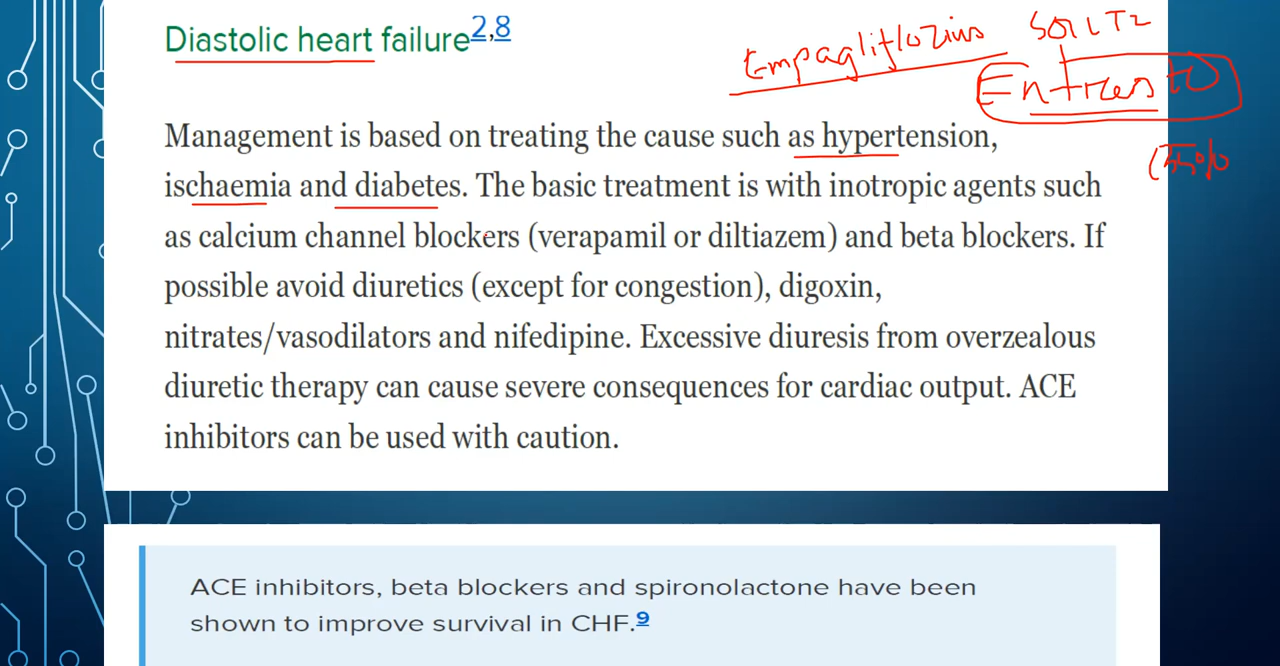 Diastolic heart failure2,8
Empagliflozins
Entresto
Management is based on treating the cause such as hypertension,
ischaemia and diabetes. The basic treatment is with inotropic agents such
as calcium channel blockers (verapamil or diltiazem) and beta blockers. If
possible avoid diuretics (except for congestion), digoxin,
nitrates/vasodilators and nifedipine. Excessive diuresis from overzealous
diuretic therapy can cause severe consequences for cardiac output. ACE
inhibitors can be used with caution.
ACE inhibitors, beta blockers and spironolactone have been
shown to improve survival in CHF.9